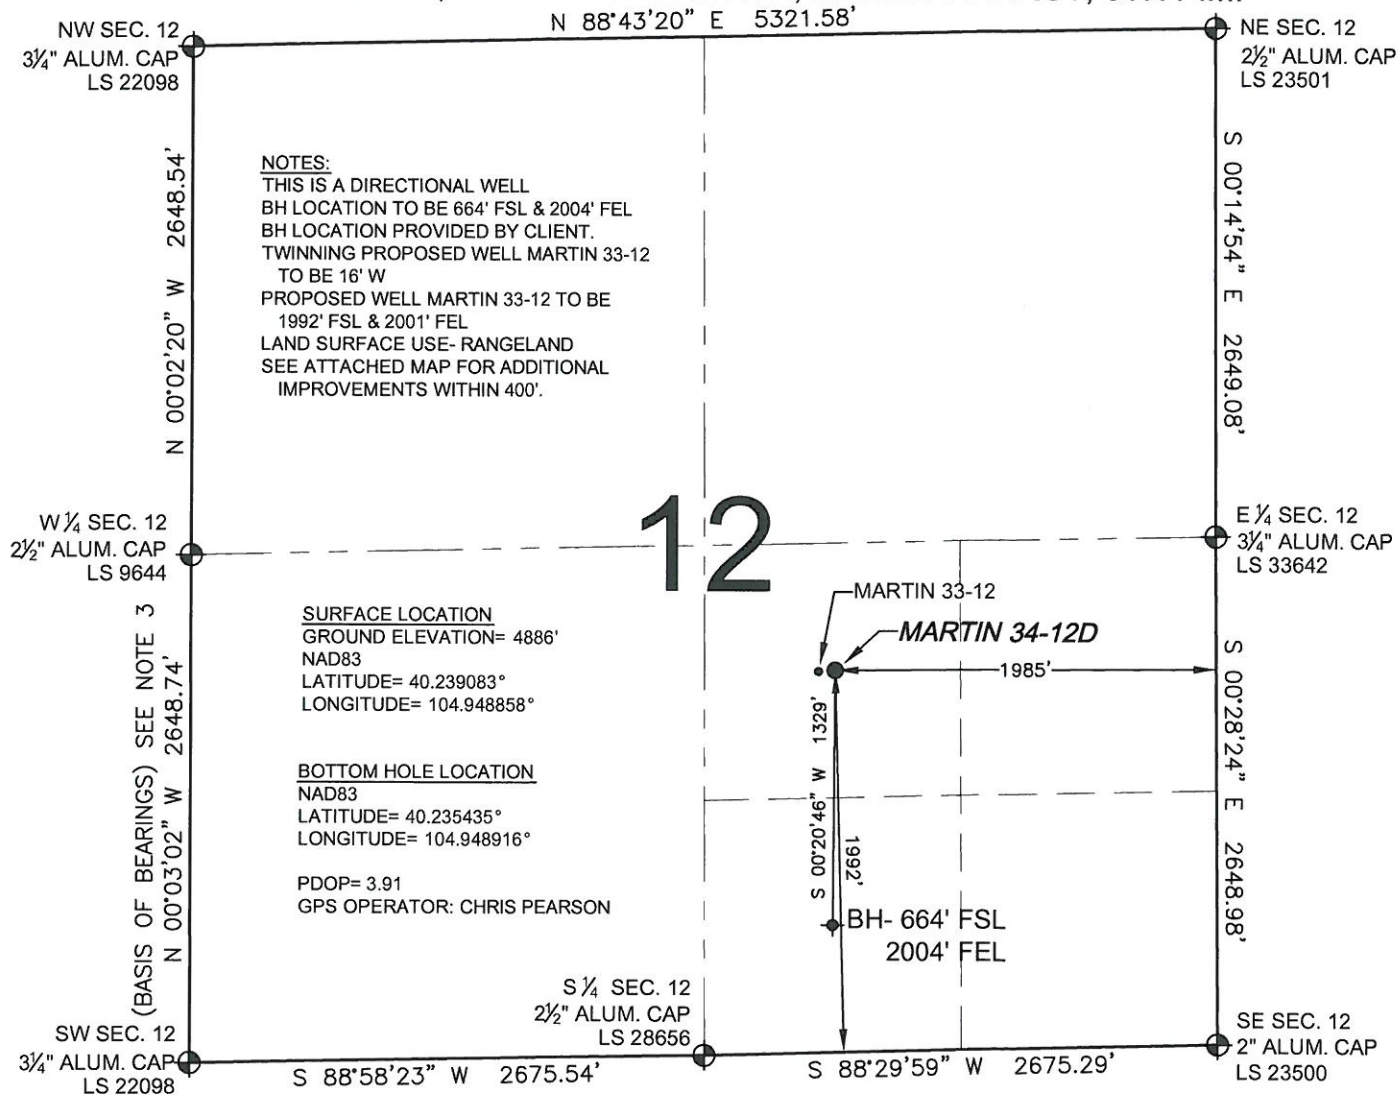 N 88°43'20" E 5321.58'
NW SEC. 12
3¼" ALUM. CAP
LS 22098
NE SEC. 12
2½" ALUM. CAP
LS 23501
N 00°02'20" W 2648.54'
S 00°14'54" E 2649.08'
NOTES:
THIS IS A DIRECTIONAL WELL
BH LOCATION TO BE 664' FSL & 2004' FEL
BH LOCATION PROVIDED BY CLIENT.
TWINNING PROPOSED WELL MARTIN 33-12
TO BE 16' W
PROPOSED WELL MARTIN 33-12 TO BE
1992' FSL & 2001' FEL
LAND SURFACE USE- RANGELAND
SEE ATTACHED MAP FOR ADDITIONAL
IMPROVEMENTS WITHIN 400'.
12
W ¼ SEC. 12
2½" ALUM. CAP
LS 9644
E ¼ SEC. 12
3¼" ALUM. CAP
LS 33642
(BASIS OF BEARINGS) SEE NOTE 3
N 00°03'02" W 2648.74'
SURFACE LOCATION
GROUND ELEVATION= 4886'
NAD83
LATITUDE= 40.239083°
LONGITUDE= 104.948858°
BOTTOM HOLE LOCATION
NAD83
LATITUDE= 40.235435°
LONGITUDE= 104.948916°
PDOP= 3.91
GPS OPERATOR: CHRIS PEARSON
MARTIN 33-12
MARTIN 34-12D
1985'
S 00°20'46" W 1329'
1992'
BH- 664' FSL
2004' FEL
S 00°28'24" E 2648.98'
S ¼ SEC. 12
2½" ALUM. CAP
LS 28656
SW SEC. 12
3¼" ALUM. CAP
LS 22098
SE SEC. 12
2" ALUM. CAP
LS 23500
S 88°58'23" W 2675.54'
S 88°29'59" W 2675.29'